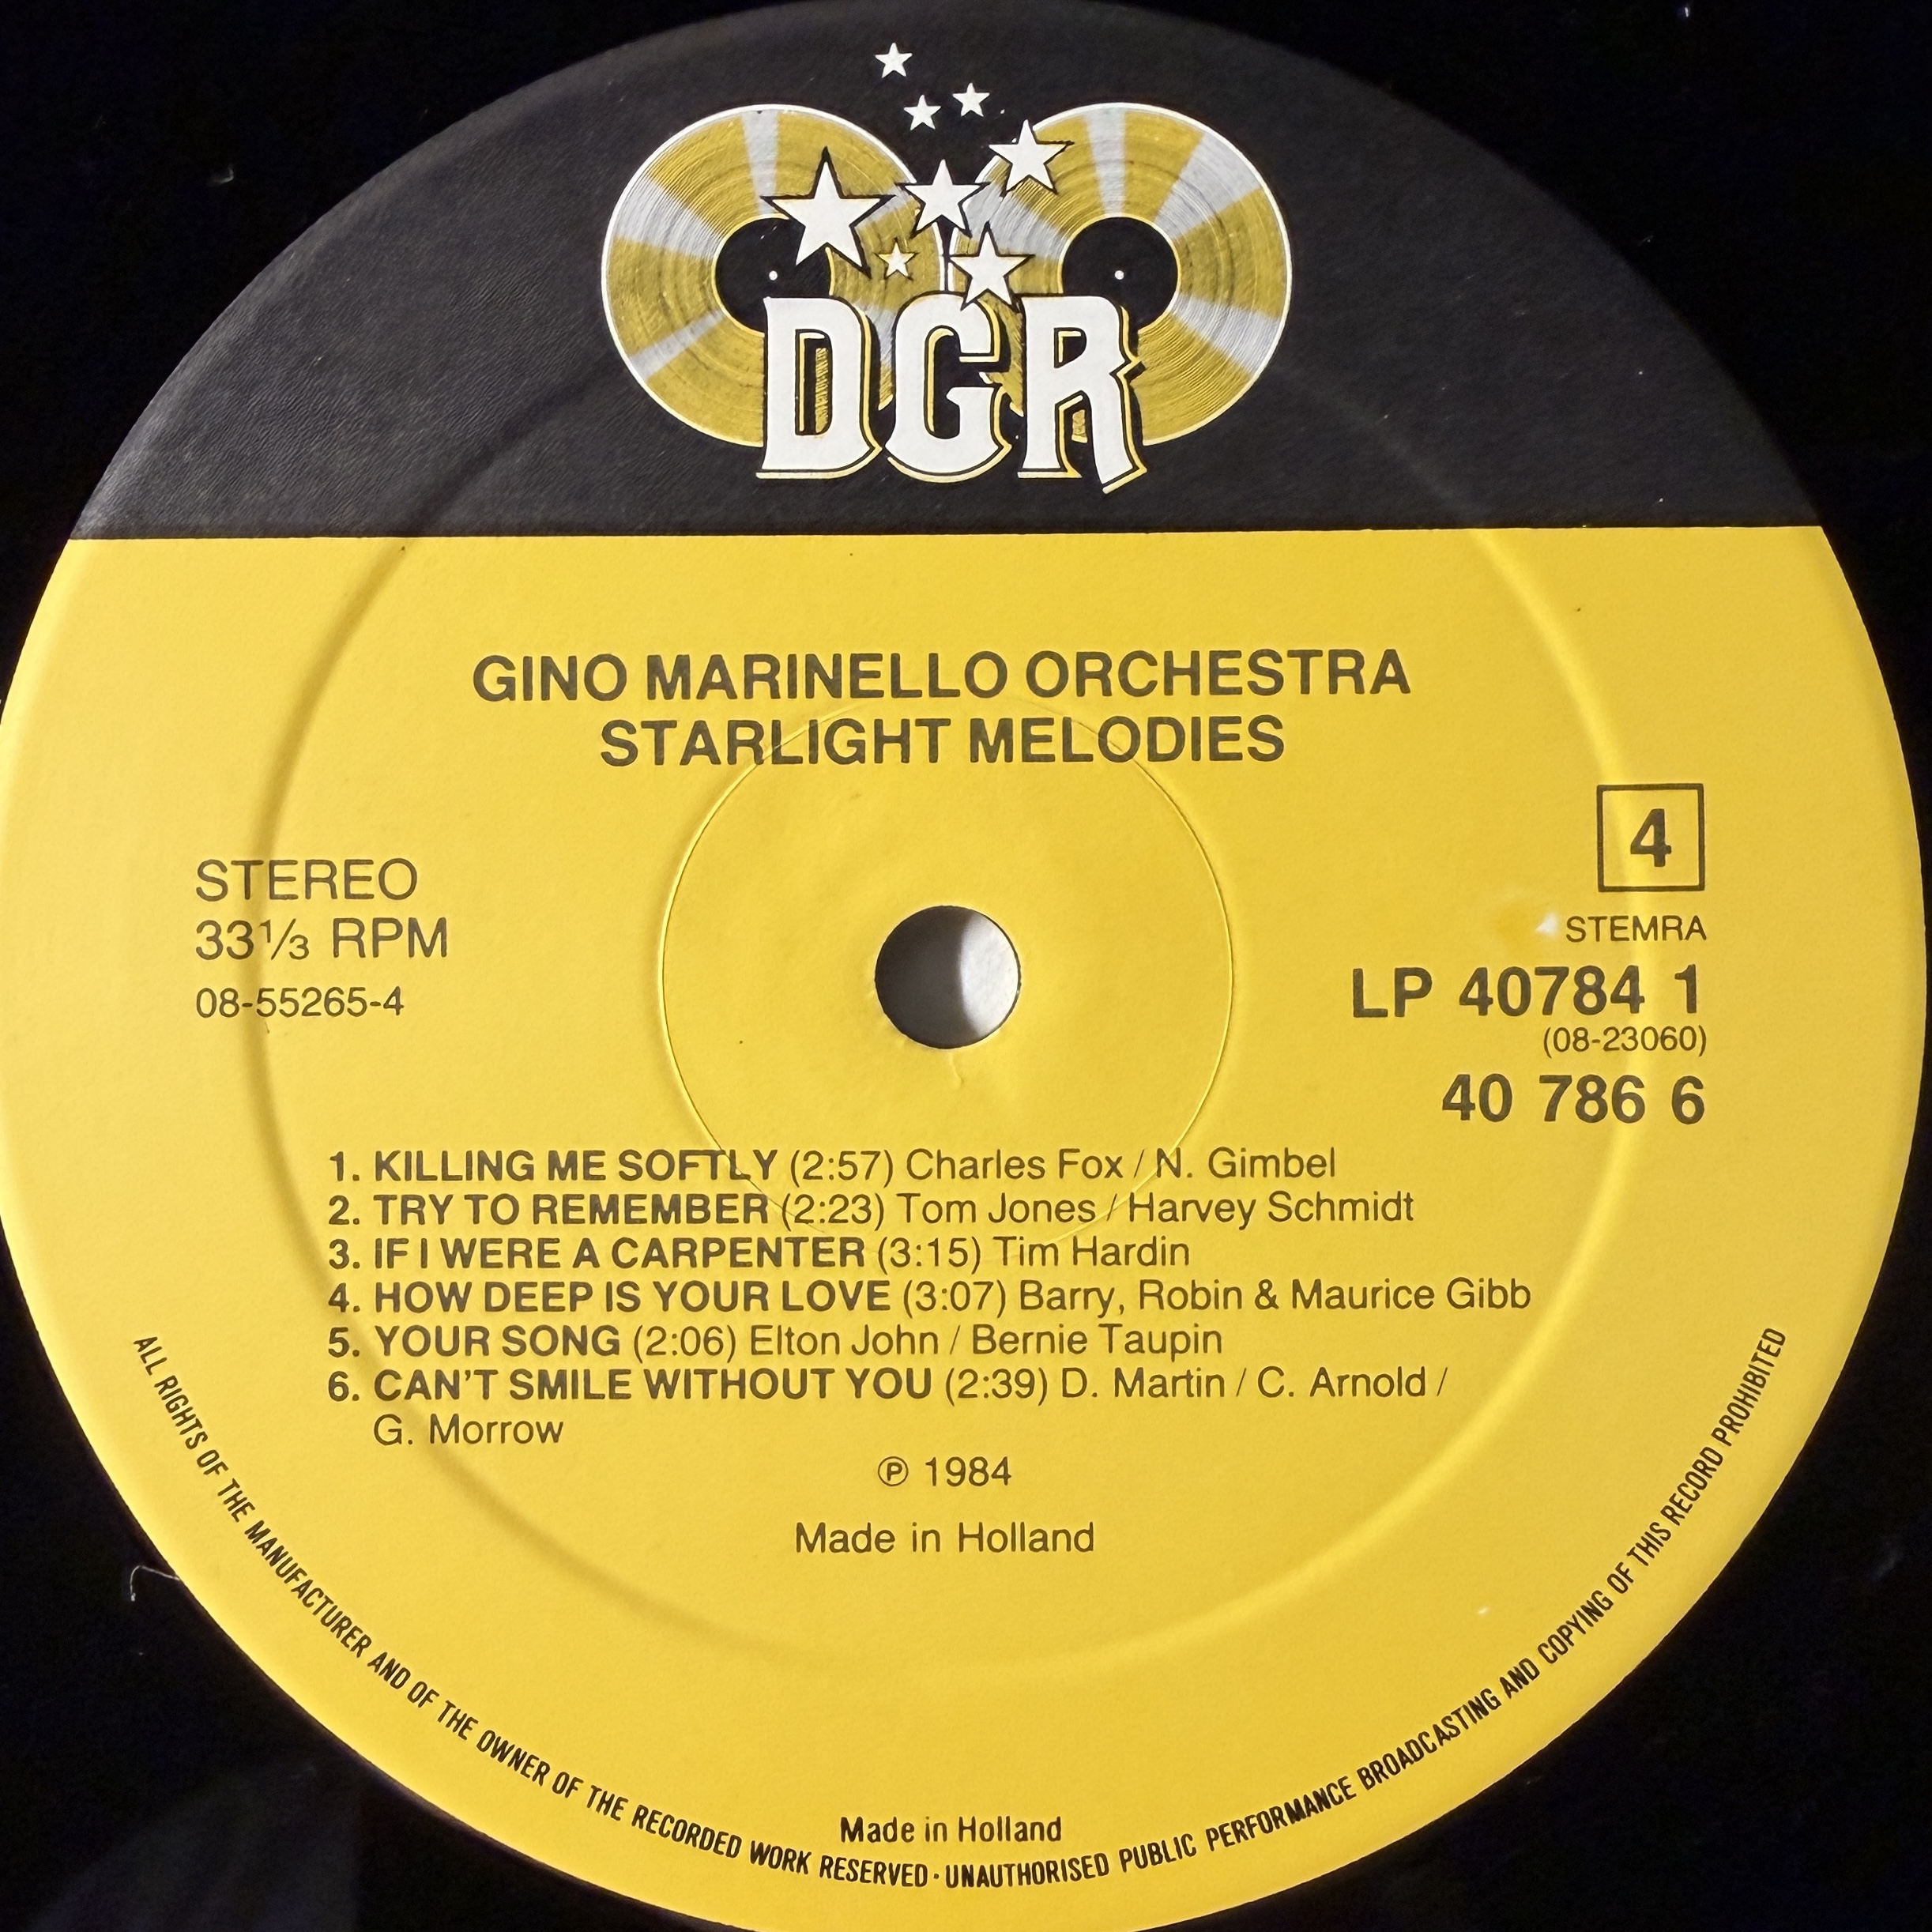 DGR
GINO MARINELLO ORCHESTRA
STARLIGHT MELODIES
4
STEREO
33⅓ RPM
08-55265-4
STEMRA
LP 40784 1
(08-23060)
40 786 6
1. KILLING ME SOFTLY (2:57) Charles Fox / N. Gimbel
2. TRY TO REMEMBER (2:23) Tom Jones / Harvey Schmidt
3. IF I WERE A CARPENTER (3:15) Tim Hardin
4. HOW DEEP IS YOUR LOVE (3:07) Barry, Robin & Maurice Gibb
5. YOUR SONG (2:06) Elton John / Bernie Taupin
6. CAN'T SMILE WITHOUT YOU (2:39) D. Martin / C. Arnold /
G. Morrow
℗ 1984
Made in Holland
Made in Holland
ALL RIGHTS OF THE MANUFACTURER AND OF THE OWNER OF THE RECORDED WORK RESERVED · UNAUTHORISED PUBLIC PERFORMANCE BROADCASTING AND COPYING OF THIS RECORD PROHIBITED